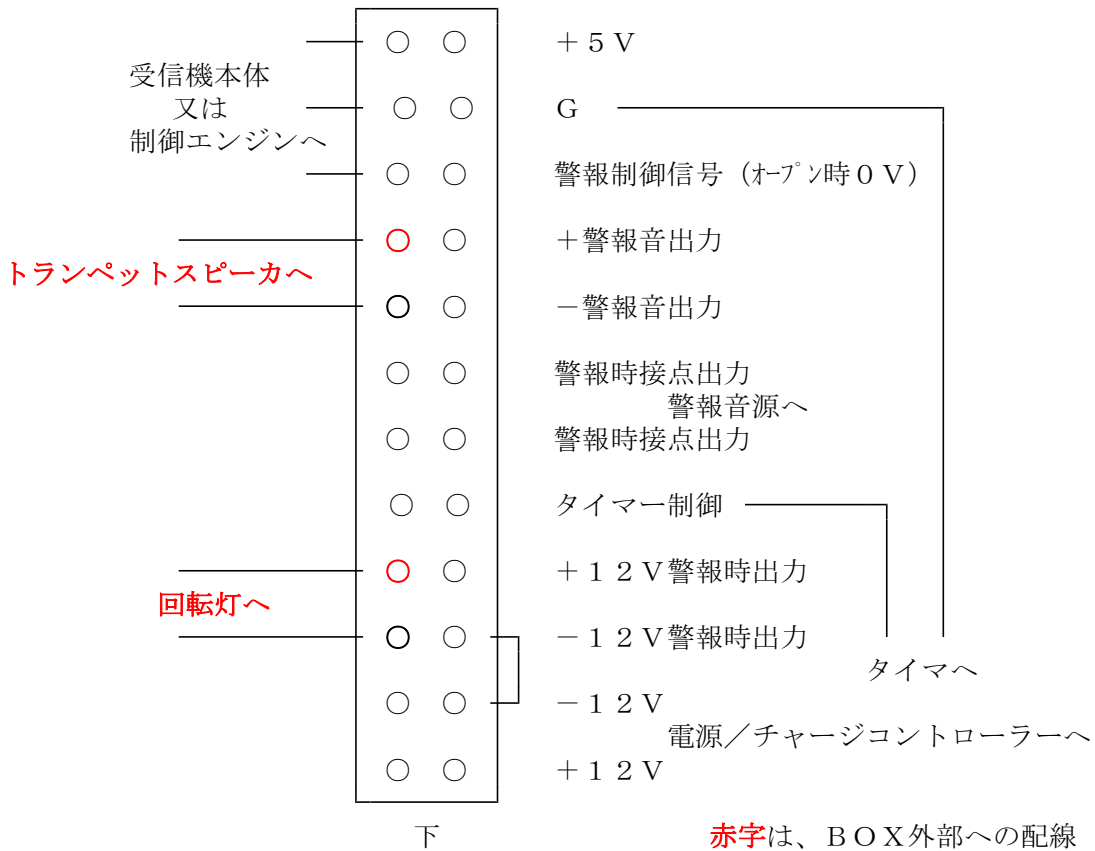 ＋５Ｖ
受信機本体
又は
制御エンジンへ
Ｇ
警報制御信号（ｵｰﾌﾟﾝ時０Ｖ）
＋警報音出力
トランペットスピーカへ
－警報音出力
警報時接点出力
警報音源へ
警報時接点出力
タイマー制御
＋１２Ｖ警報時出力
回転灯へ
－１２Ｖ警報時出力
タイマへ
－１２Ｖ
電源／チャージコントローラーへ
＋１２Ｖ
下
赤字は、ＢＯＸ外部への配線